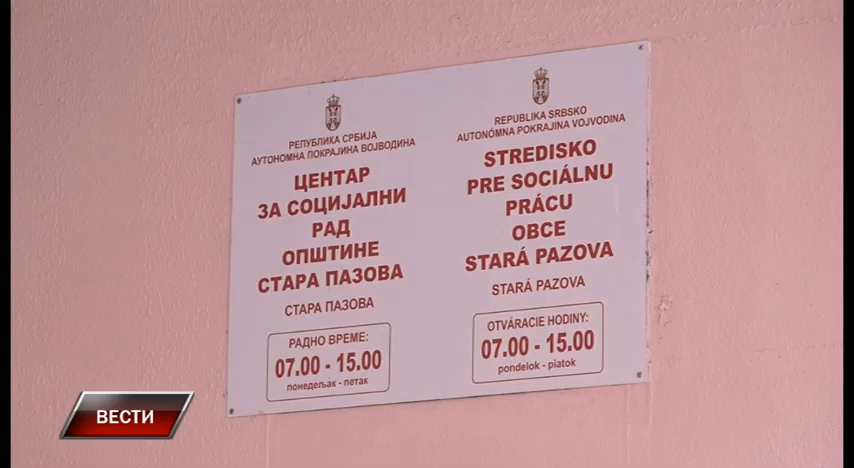 РЕПУБЛИКА СРБИЈА
АУТОНОМНА ПОКРАЈИНА ВОЈВОДИНА
ЦЕНТАР
ЗА СОЦИЈАЛНИ
РАД
ОПШТИНЕ
СТАРА ПАЗОВА
СТАРА ПАЗОВА
РАДНО ВРЕМЕ:
07.00 - 15.00
понедељак - петак
REPUBLIKA SRBSKO
AUTONÓMNA POKRAJINA VOJVODINA
STREDISKO
PRE SOCIÁLNU
PRÁCU
OBCE
STARÁ PAZOVA
STARÁ PAZOVA
OTVÁRACIE HODINY:
07.00 - 15.00
pondelok - piatok
ВЕСТИ